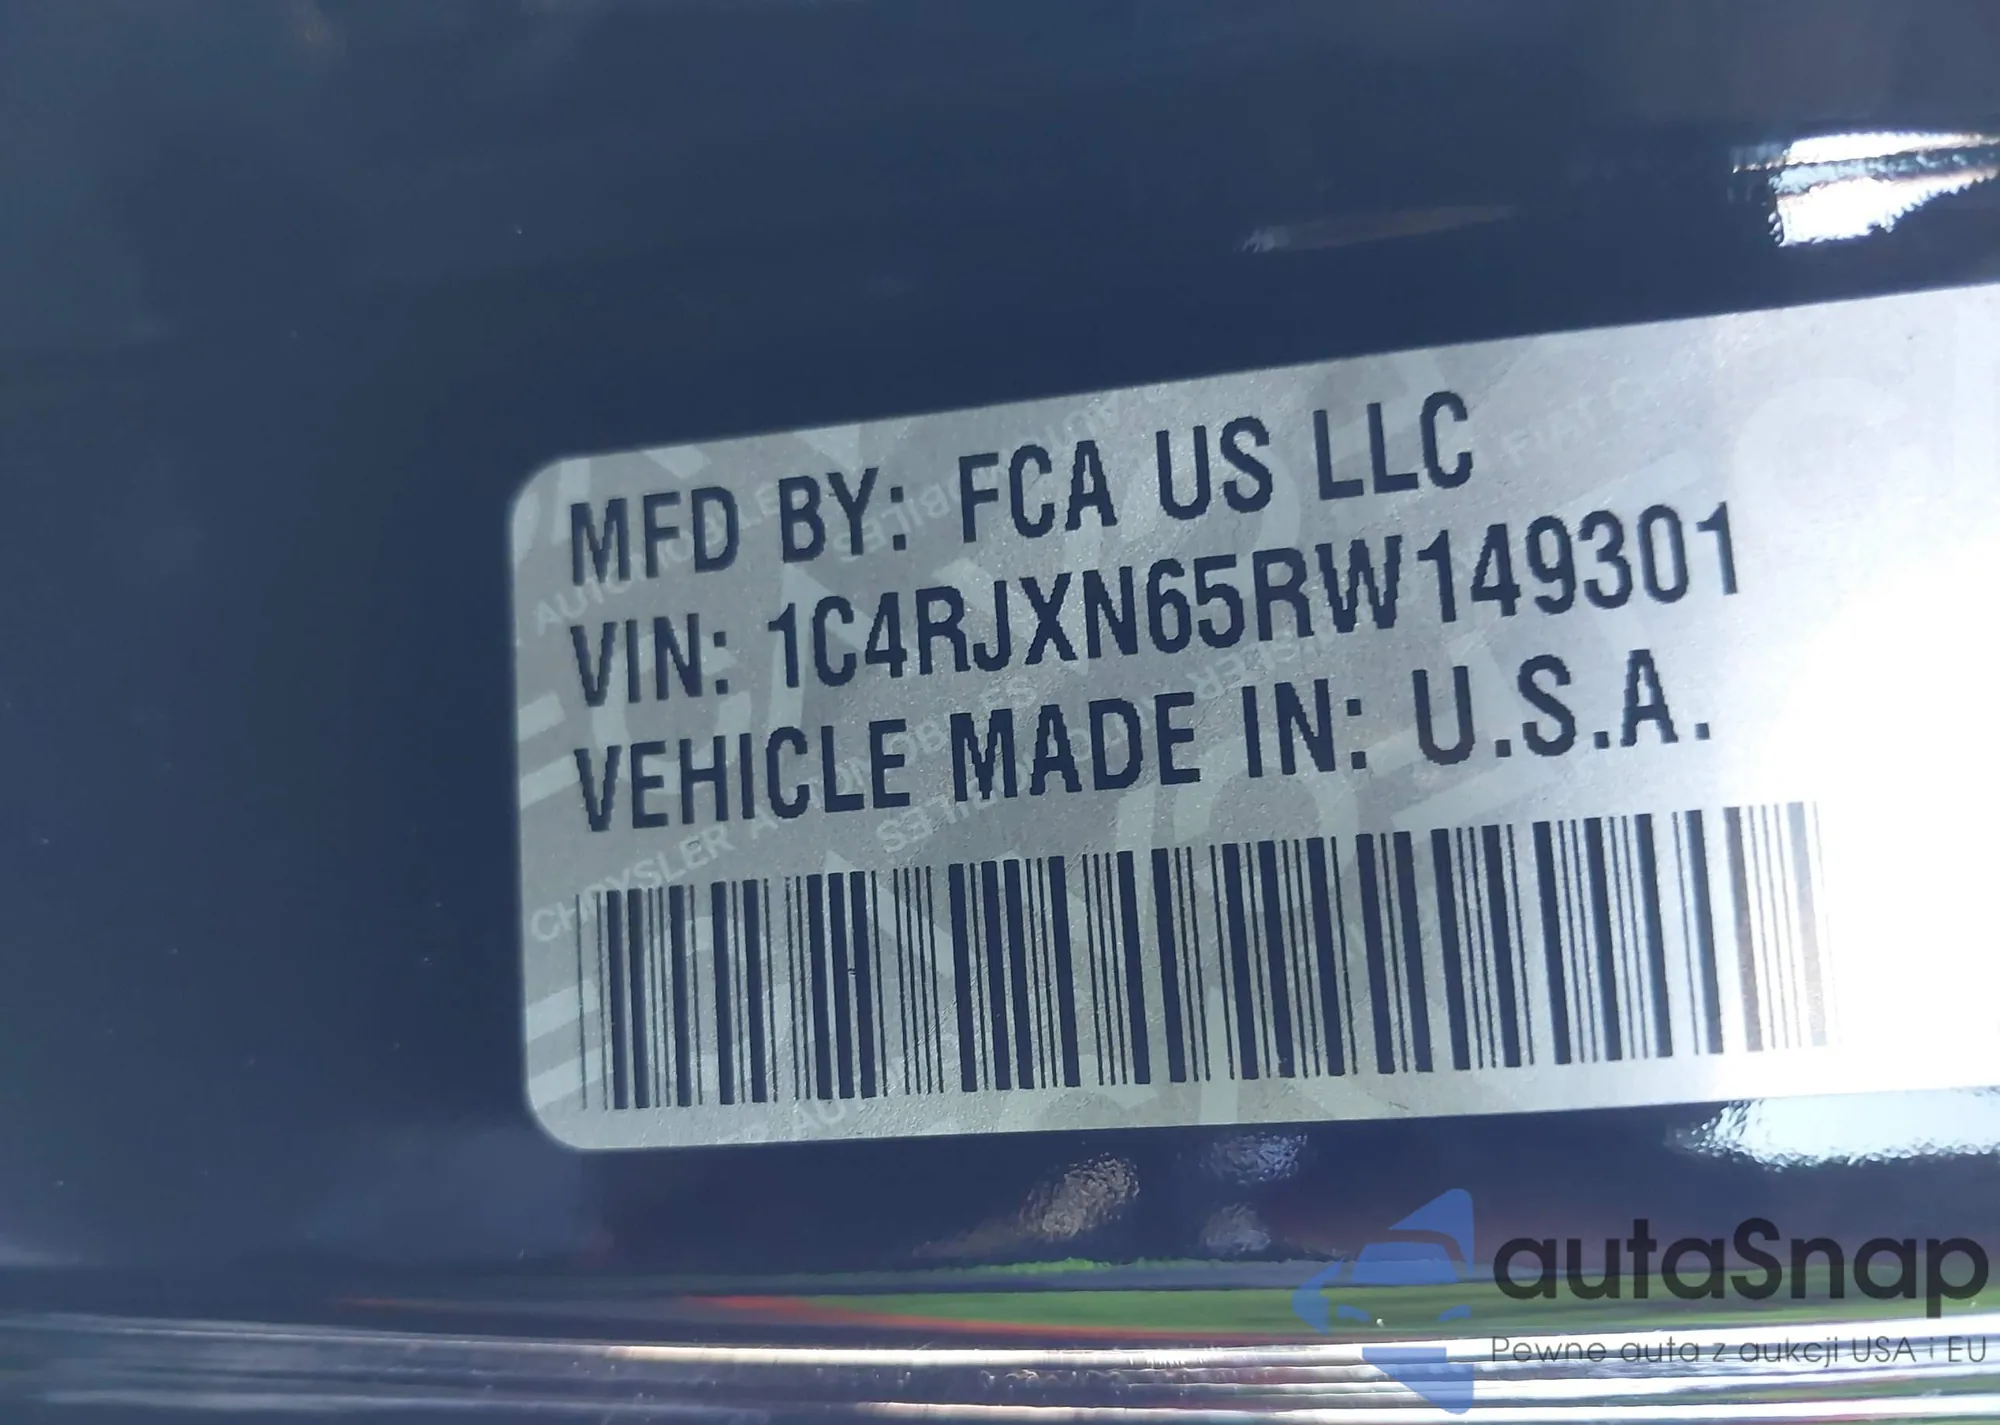 MFD BY: FCA US LLC
VIN: 1C4RJXN65RW149301
VEHICLE MADE IN: U.S.A.
autaSnap
Pewne auta z aukcji USA i EU